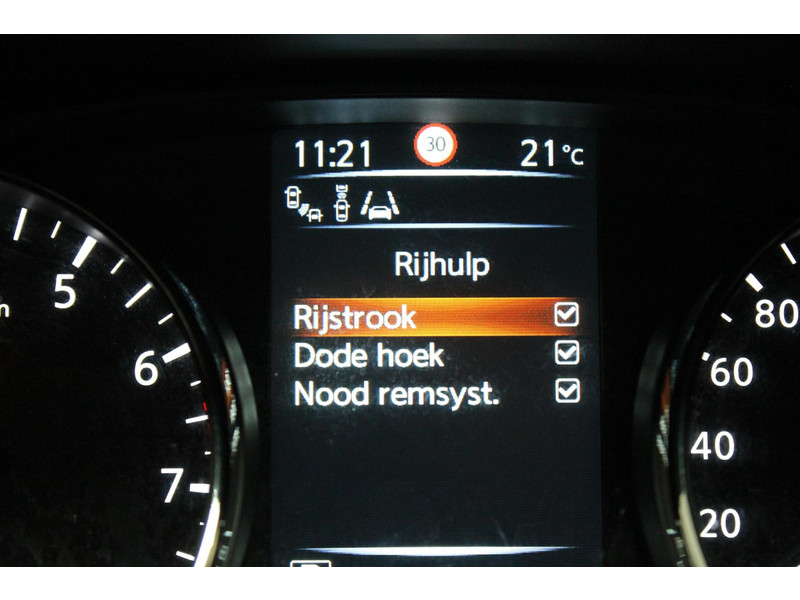 11:21 30 21°C
Rijhulp
Rijstrook
Dode hoek
Nood remsyst.
5
6
7
80
60
40
20